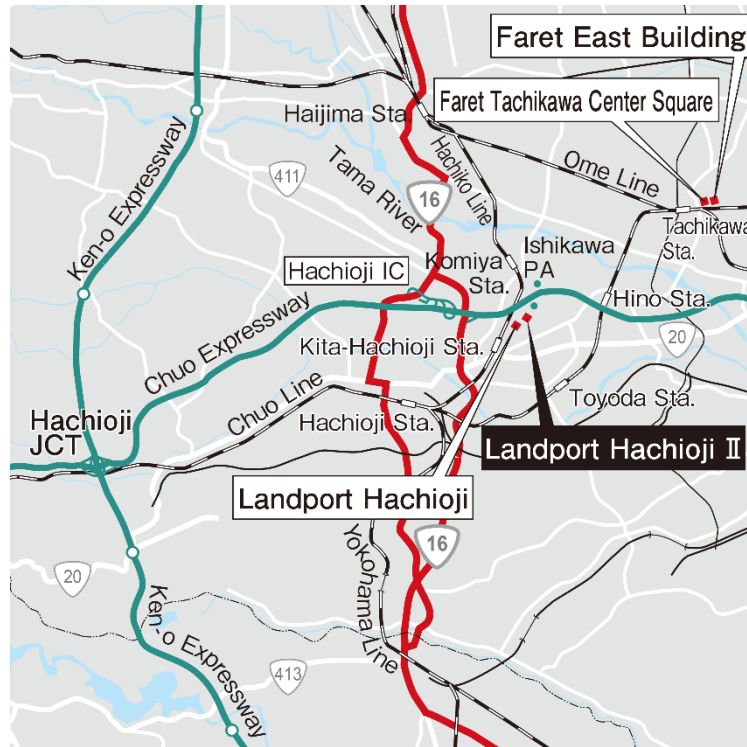 Faret East Building
Faret Tachikawa Center Square
Haijima Sta.
Hachiko Line
Ome Line
411
Tama River
16
Ken-o Expressway
Tachikawa
Sta.
Ishikawa
PA
Hachioji IC
Komiya
Sta.
Hino Sta.
Chuo Expressway
20
Kita-Hachioji Sta.
Chuo Line
Toyoda Sta.
Hachioji Sta.
Hachioji
JCT
Landport Hachioji II
Landport Hachioji
16
20
Yokohama Line
Ken-o Expressway
413